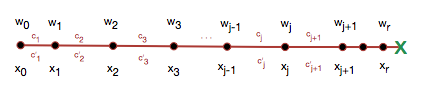 w₀ w₁ w₂ w₃ wⱼ₋₁ wⱼ wⱼ₊₁ wᵣ
c₁ c₂ c₃ ... cⱼ cⱼ₊₁ X
c'₁ c'₂ c'₃ c'ⱼ c'ⱼ₊₁
x₀ x₁ x₂ x₃ xⱼ₋₁ xⱼ xⱼ₊₁ xᵣ